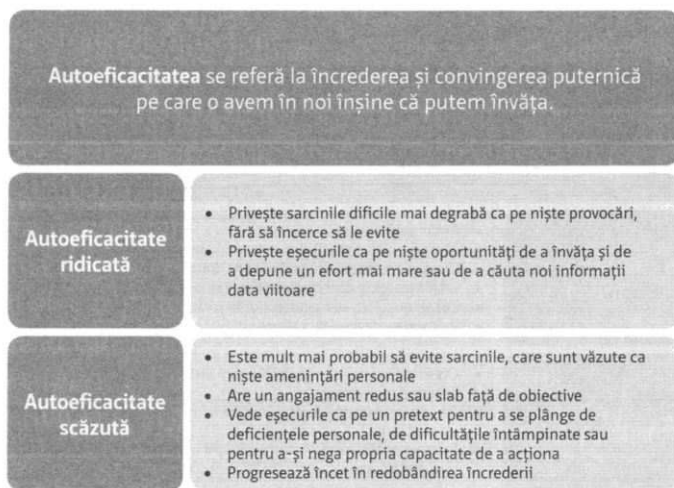 Autoeficacitatea se referă la încrederea și convingerea puternică
pe care o avem în noi înșine că putem învăța.
Autoeficacitate
ridicată
• Privește sarcinile dificile mai degrabă ca pe niște provocări,
fără să încerce să le evite
• Privește eșecurile ca pe niște oportunități de a învăța și de
a depune un efort mai mare sau de a căuta noi informații
data viitoare
Autoeficacitate
scăzută
• Este mult mai probabil să evite sarcinile, care sunt văzute ca
niște amenințări personale
• Are un angajament redus sau slab față de obiective
• Vede eșecurile ca pe un pretext pentru a se plânge de
deficiențele personale, de dificultățile întâmpinate sau
pentru a-și nega propria capacitate de a acționa
• Progresează încet în redobândirea încrederii